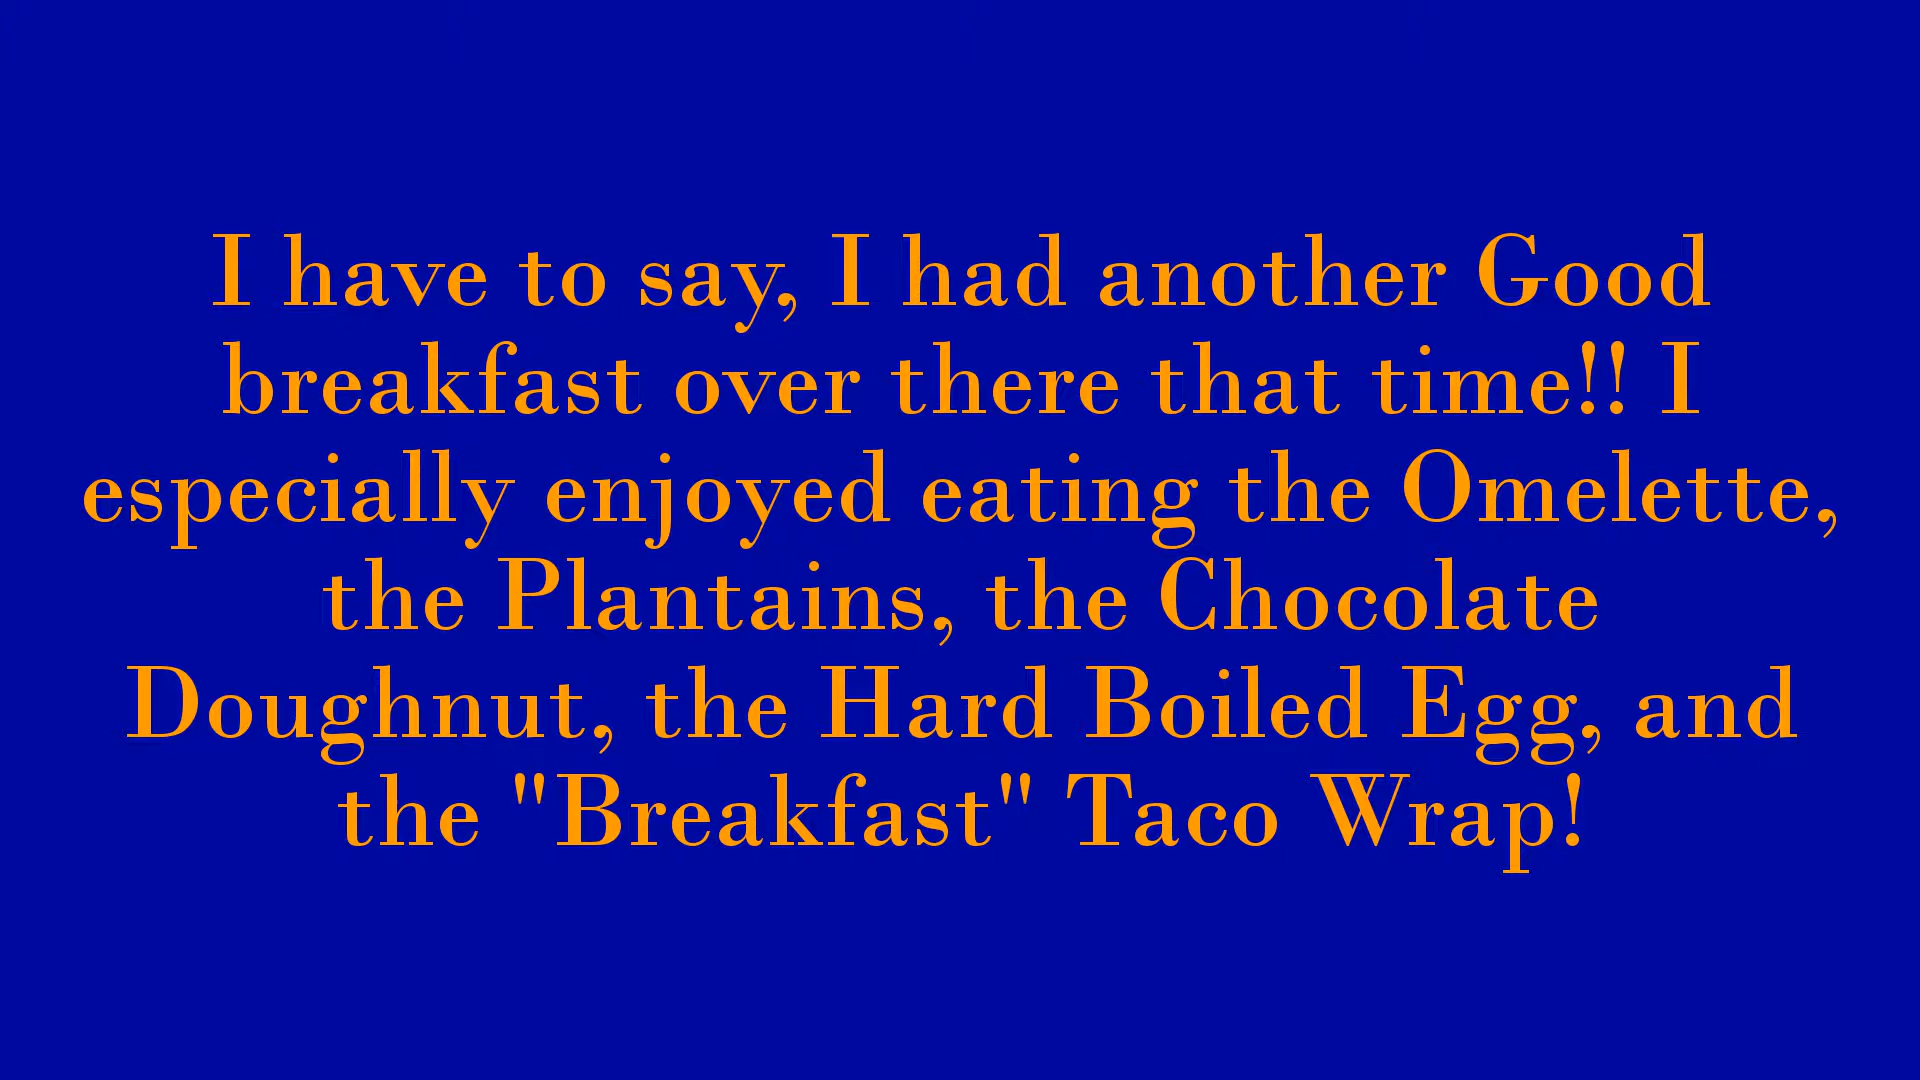 I have to say, I had another Good
breakfast over there that time!! I
especially enjoyed eating the Omelette,
the Plantains, the Chocolate
Doughnut, the Hard Boiled Egg, and
the "Breakfast" Taco Wrap!